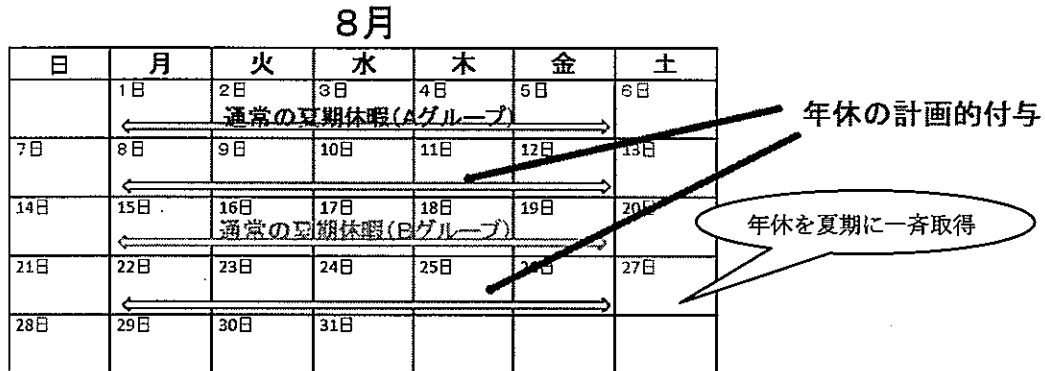 8月
日 月 火 水 木 金 土
1日 2日 3日 4日 5日 6日
通常の夏期休暇(Aグループ)
年休の計画的付与
7日 8日 9日 10日 11日 12日 13日
14日 15日 16日 17日 18日 19日 20日
通常の夏期休暇(Bグループ)
年休を夏期に一斉取得
21日 22日 23日 24日 25日 26日 27日
28日 29日 30日 31日